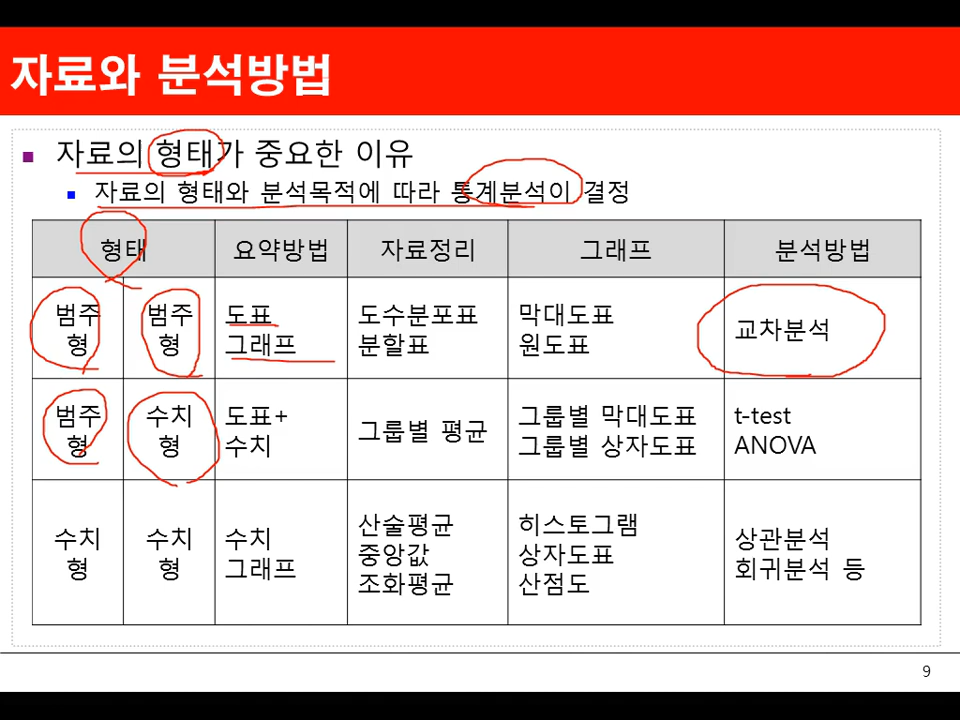 자료와 분석방법
자료의 형태가 중요한 이유
자료의 형태와 분석목적에 따라 통계분석이 결정
형태 요약방법 자료정리 그래프 분석방법
범주 범주 도표 도수분포표 막대도표 교차분석
형 형 그래프 분할표 원도표
범주 수치 도표+ 그룹별 평균 그룹별 막대도표 t-test
형 형 수치 그룹별 상자도표 ANOVA
수치 수치 수치 산술평균 히스토그램 상관분석
형 형 그래프 중앙값 상자도표 회귀분석 등
조화평균 산점도
9